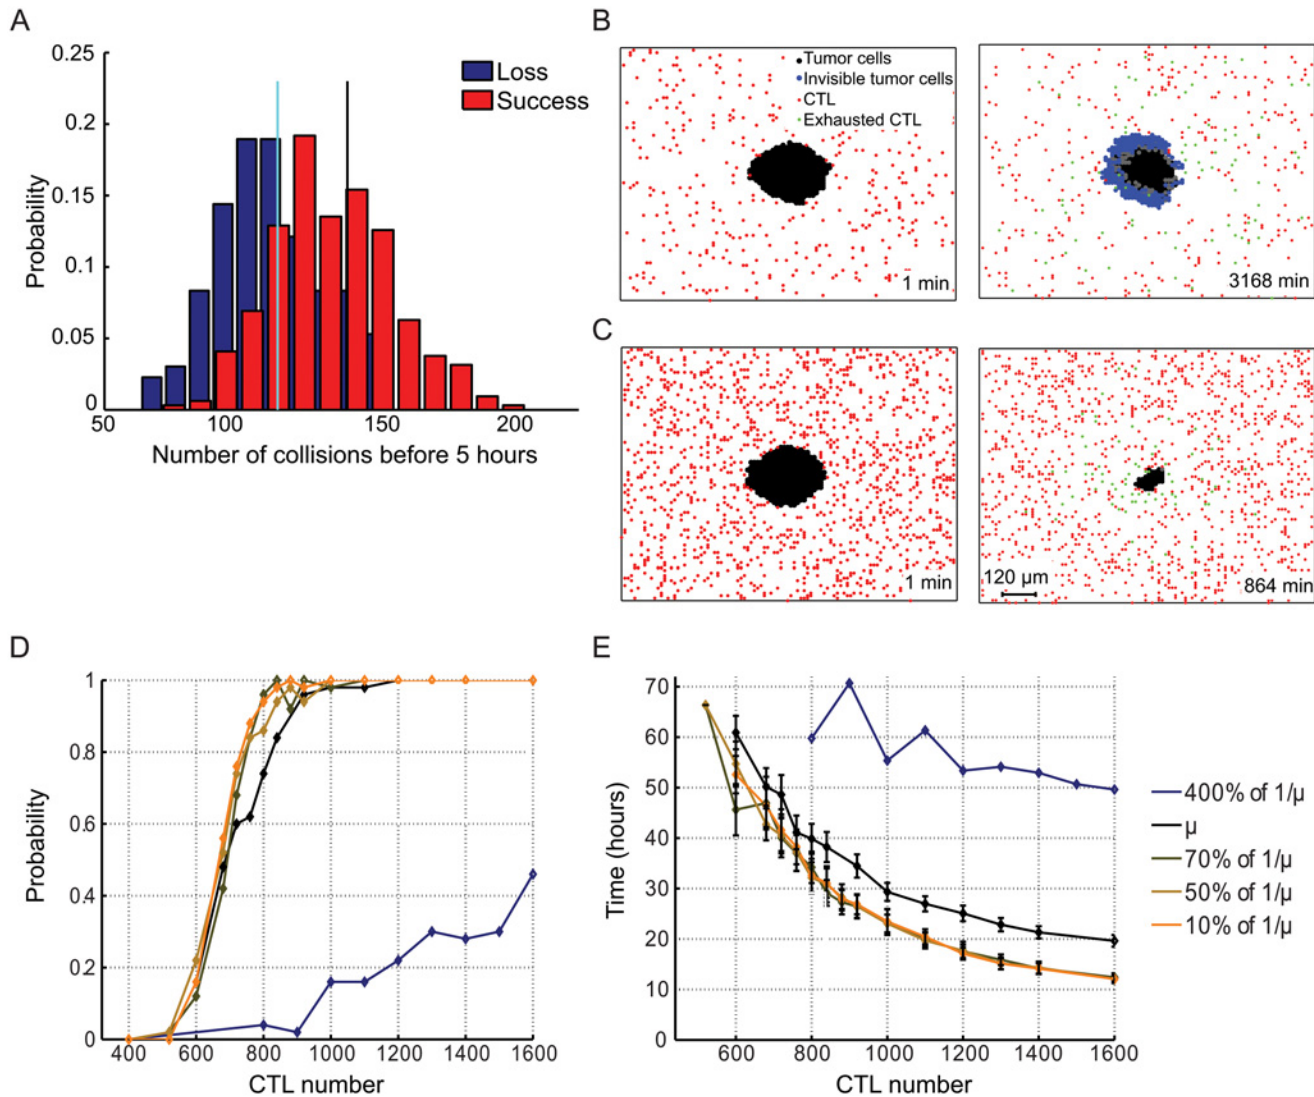 A
0.25
0.2
0.15
0.1
0.05
0
50
100
150
200
Probability
Number of collisions before 5 hours
Loss
Success
B
Tumor cells
Invisible tumor cells
CTL
Exhausted CTL
1 min
3168 min
C
1 min
120 µm
864 min
D
1
0.8
0.6
0.4
0.2
0
400
600
800
1000
1200
1400
1600
Probability
CTL number
E
70
60
50
40
30
20
10
0
600
800
1000
1200
1400
1600
Time (hours)
CTL number
400% of 1/µ
µ
70% of 1/µ
50% of 1/µ
10% of 1/µ